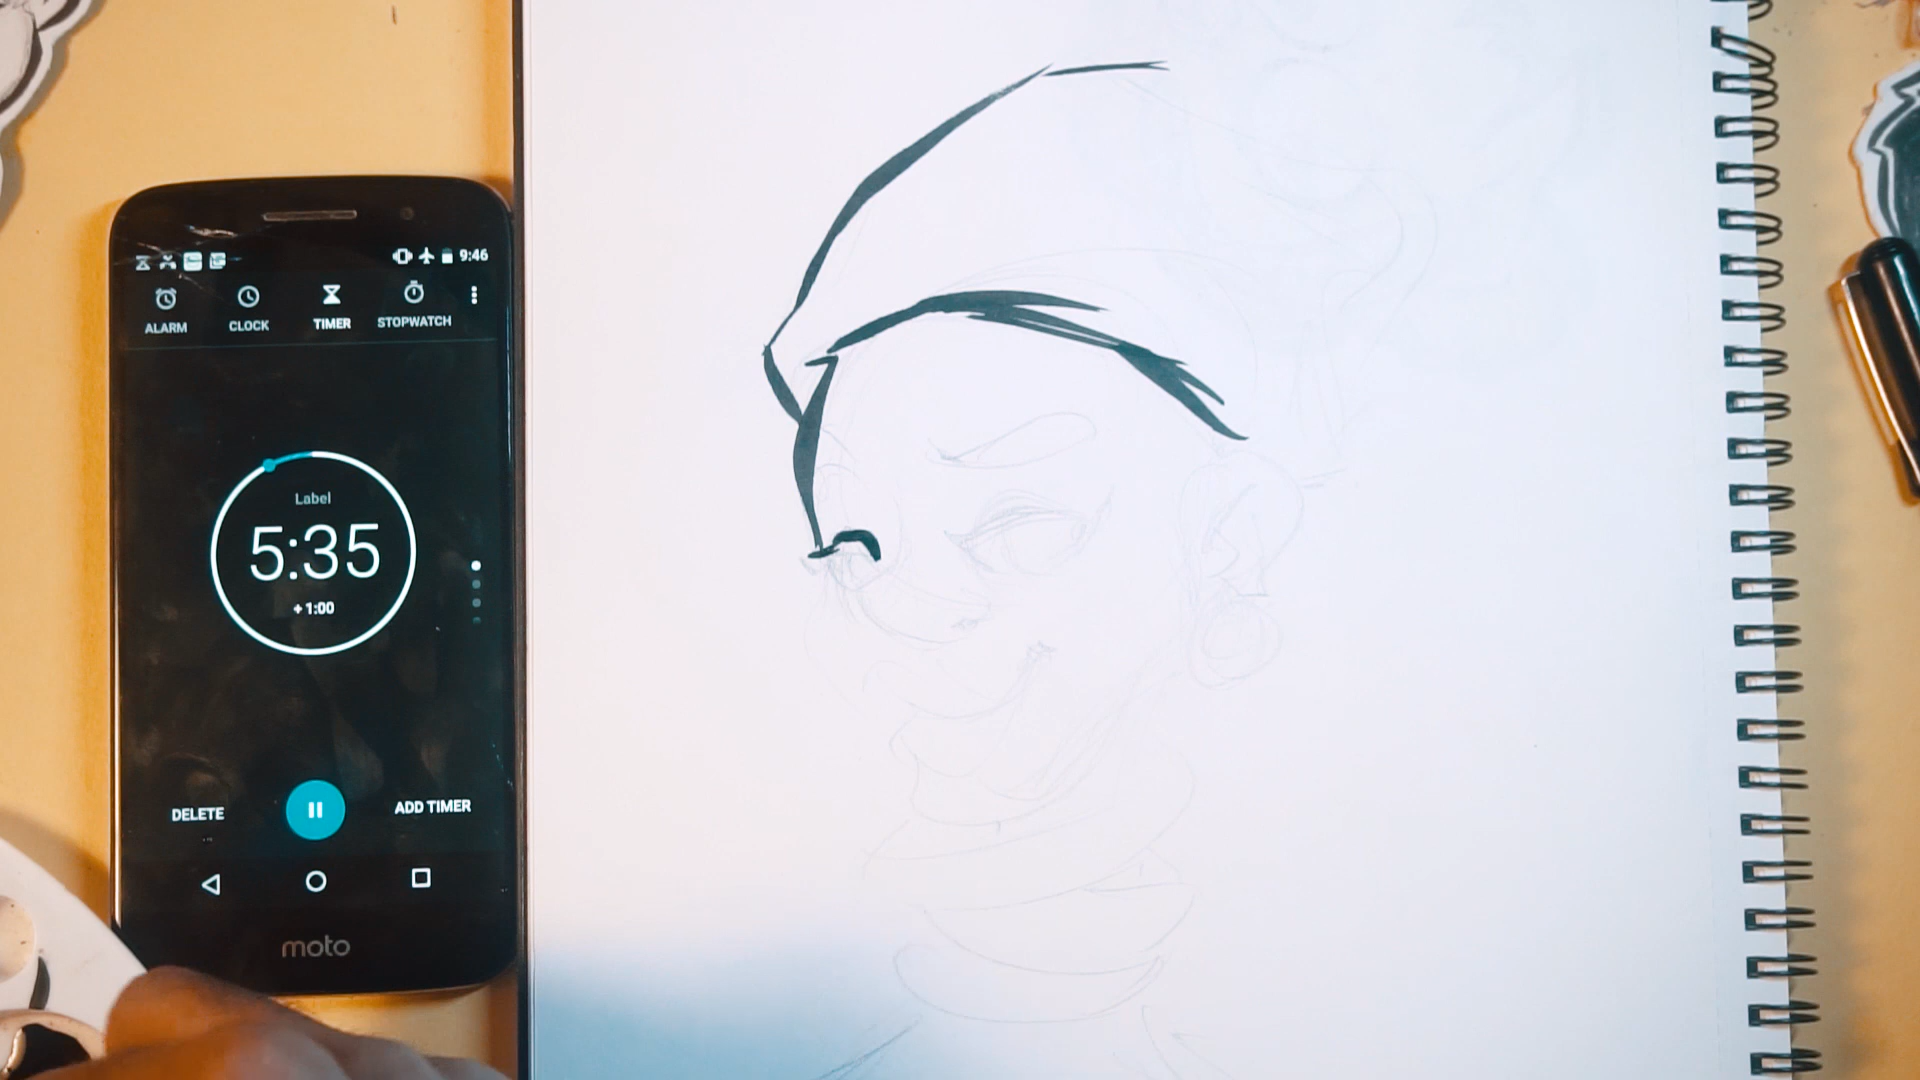 9:46
ALARM CLOCK TIMER STOPWATCH
Label
5:35
+ 1:00
DELETE ADD TIMER
moto